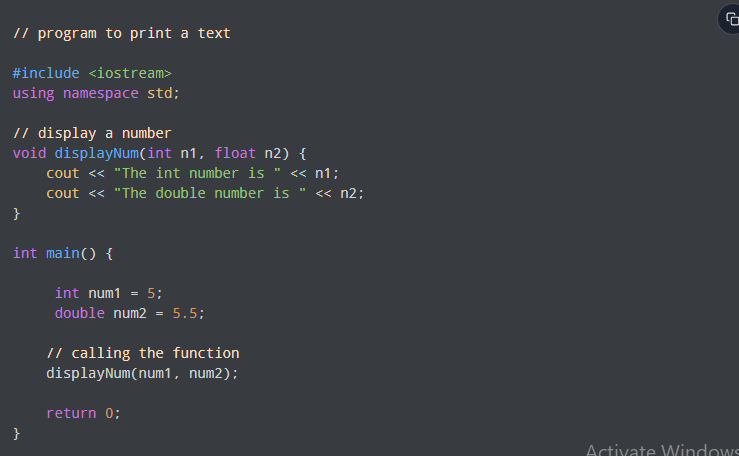 // program to print a text
#include <iostream>
using namespace std;
// display a number
void displayNum(int n1, float n2) {
    cout << "The int number is " << n1;
    cout << "The double number is " << n2;
}
int main() {
     int num1 = 5;
     double num2 = 5.5;
    // calling the function
    displayNum(num1, num2);
    return 0;
}
Activate Windows